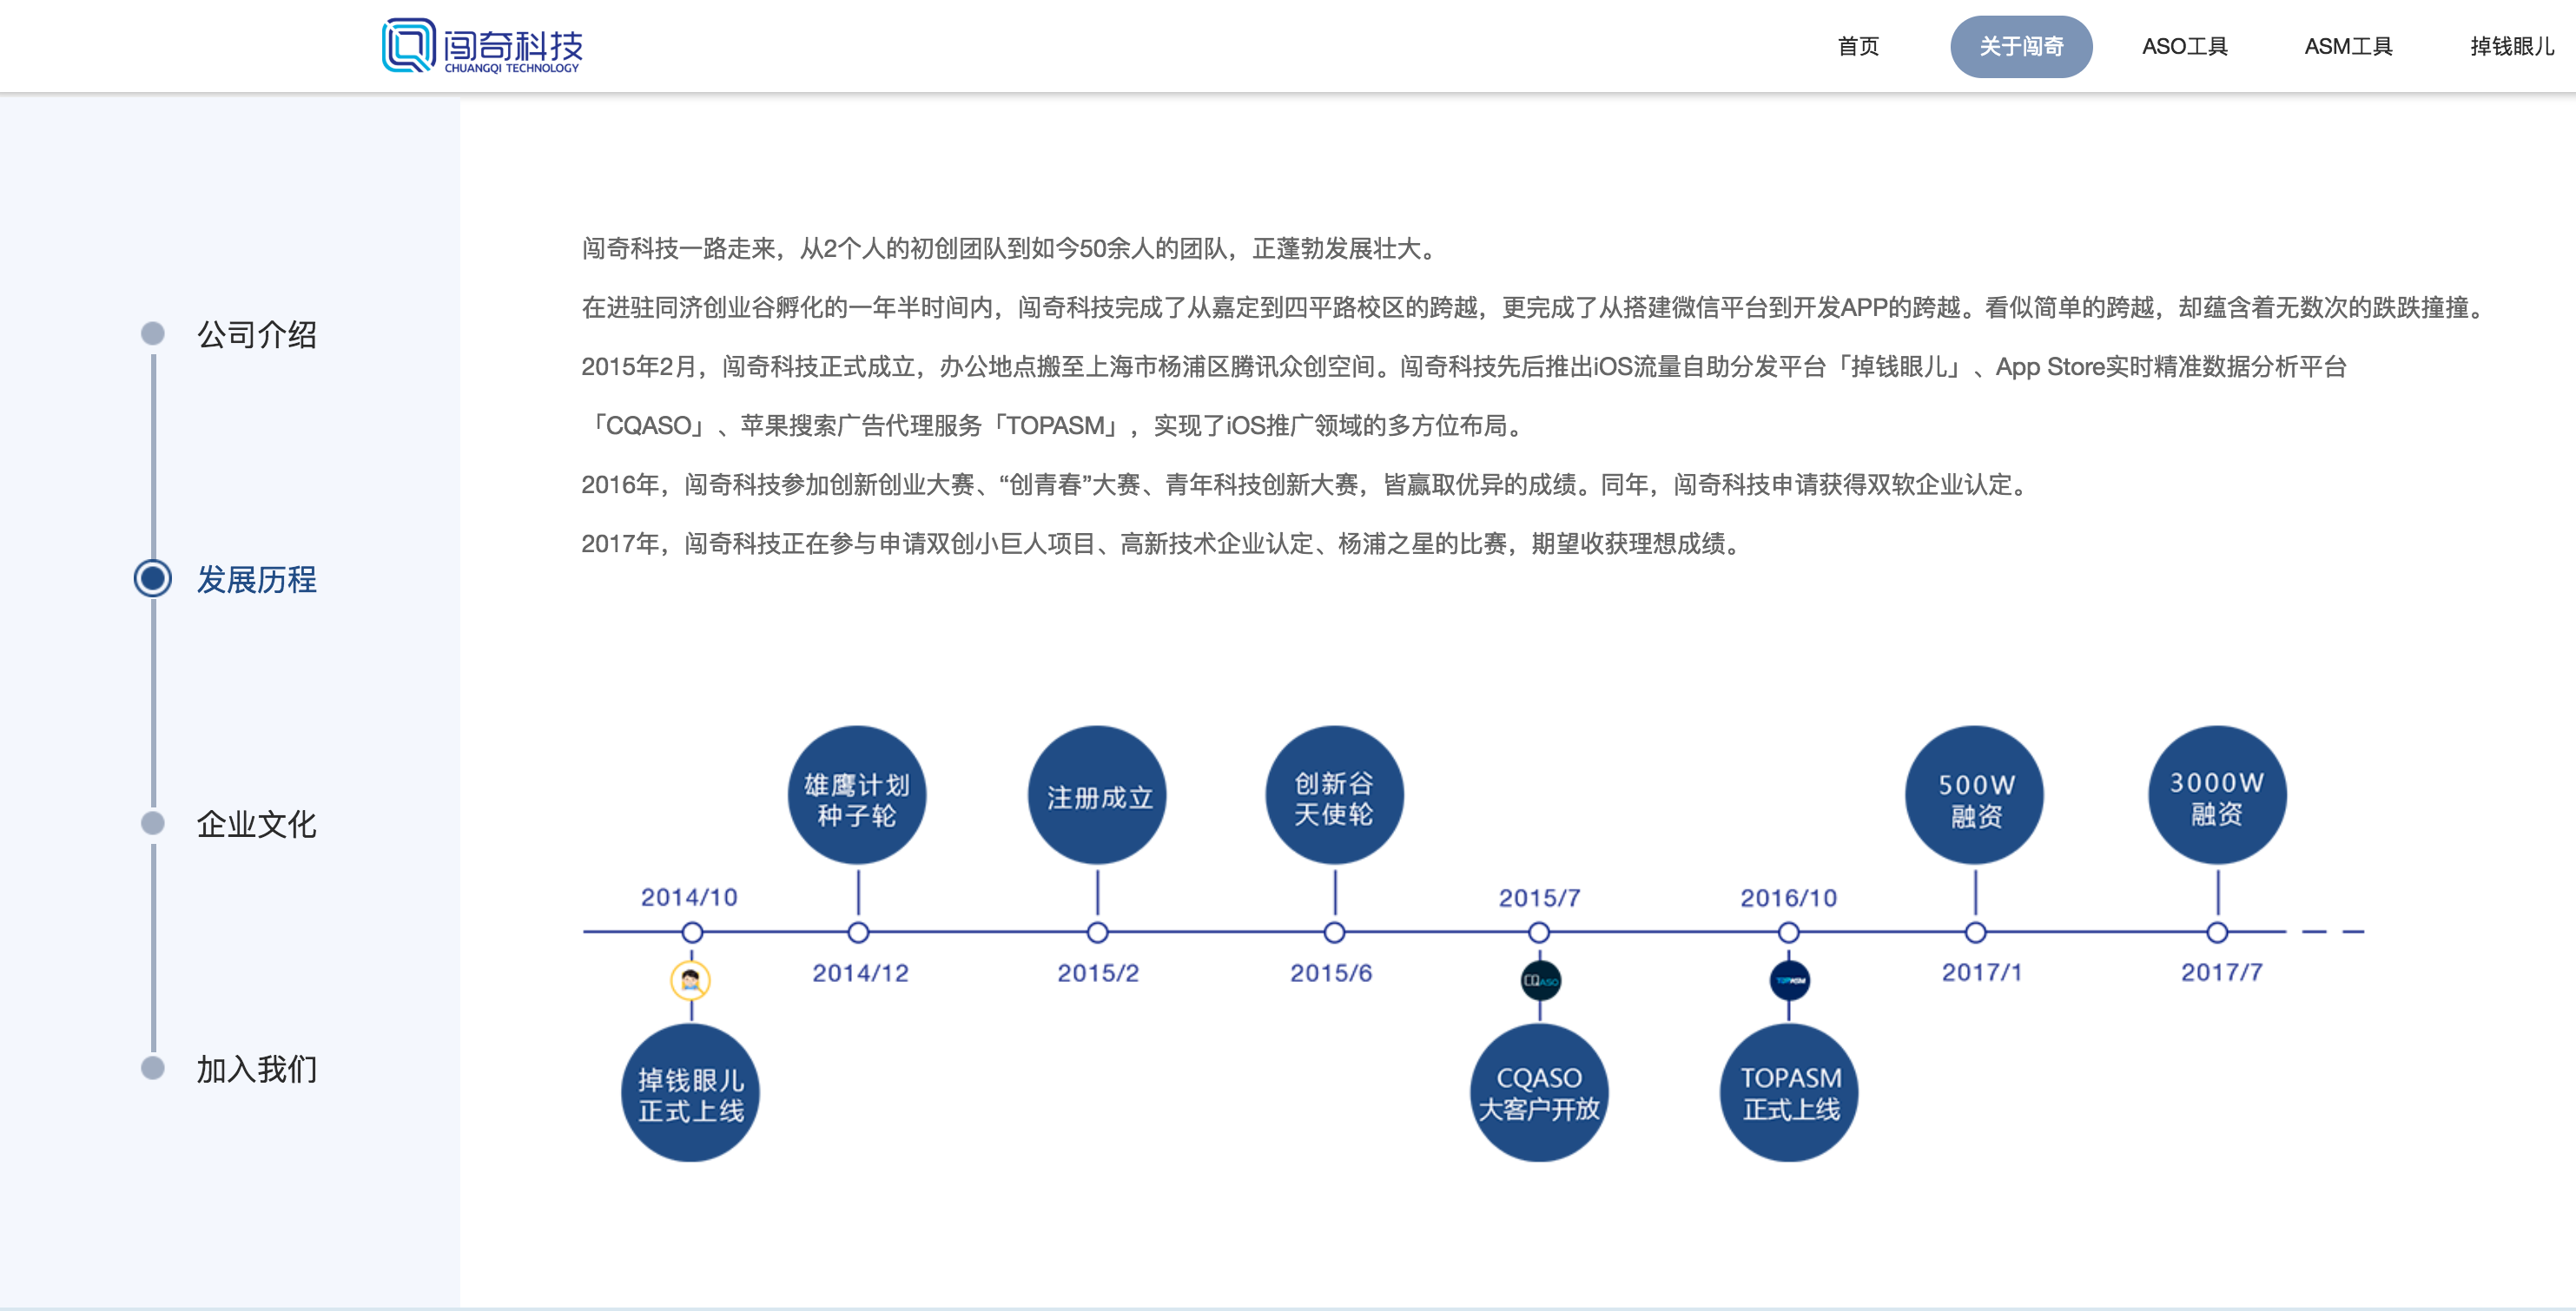 闯奇科技
CHUANGQI TECHNOLOGY
首页
关于闯奇
ASO工具
ASM工具
掉钱眼儿
公司介绍
发展历程
企业文化
加入我们
闯奇科技一路走来，从2个人的初创团队到如今50余人的团队，正蓬勃发展壮大。
在进驻同济创业谷孵化的一年半时间内，闯奇科技完成了从嘉定到四平路校区的跨越，更完成了从搭建微信平台到开发APP的跨越。看似简单的跨越，却蕴含着无数次的跌跌撞撞。
2015年2月，闯奇科技正式成立，办公地点搬至上海市杨浦区腾讯众创空间。闯奇科技先后推出iOS流量自助分发平台「掉钱眼儿」、App Store实时精准数据分析平台
「CQASO」、苹果搜索广告代理服务「TOPASM」，实现了iOS推广领域的多方位布局。
2016年，闯奇科技参加创新创业大赛、“创青春”大赛、青年科技创新大赛，皆赢取优异的成绩。同年，闯奇科技申请获得双软企业认定。
2017年，闯奇科技正在参与申请双创小巨人项目、高新技术企业认定、杨浦之星的比赛，期望收获理想成绩。
2014/10
掉钱眼儿
正式上线
雄鹰计划
种子轮
2014/12
注册成立
2015/2
创新谷
天使轮
2015/6
2015/7
CQASO
CQASO
大客户开放
2016/10
TOPASM
TOPASM
正式上线
500W
融资
2017/1
3000W
融资
2017/7